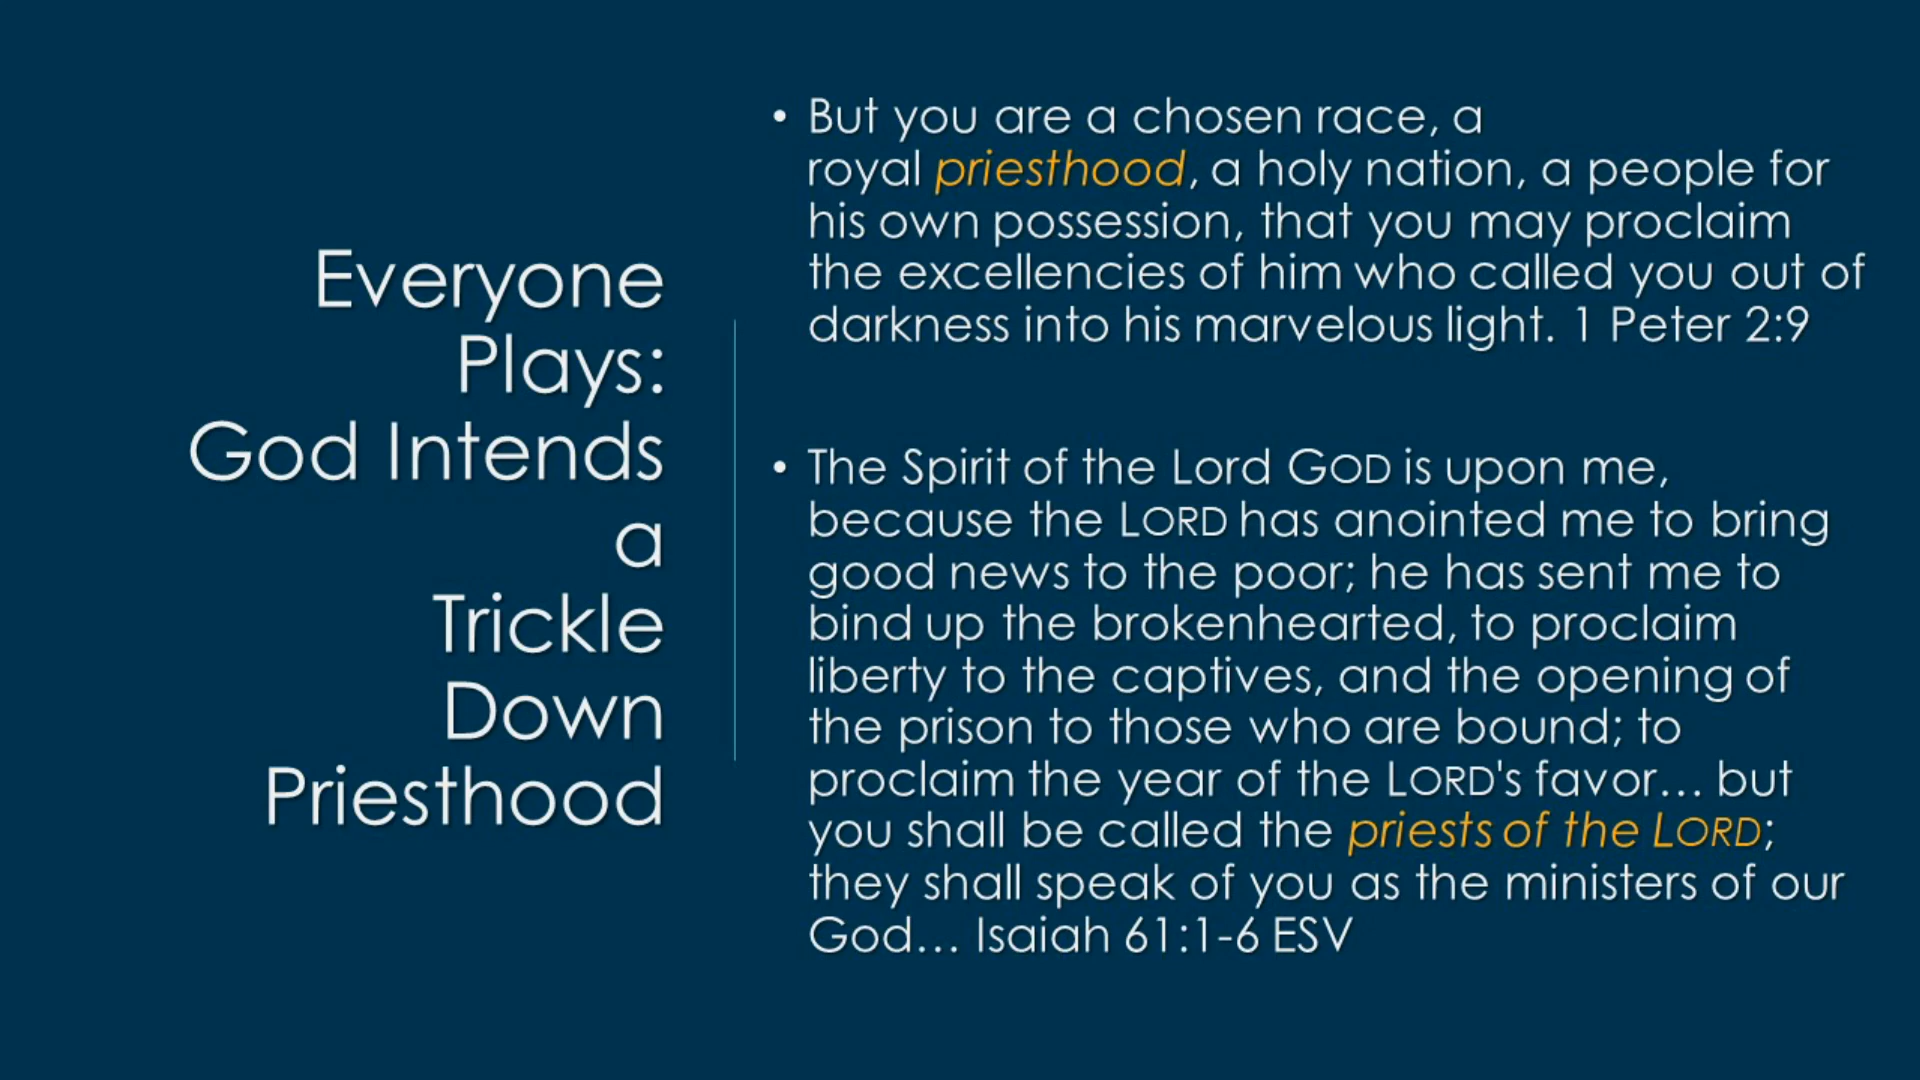 Everyone
Plays:
God Intends
a
Trickle
Down
Priesthood
• But you are a chosen race, a
royal priesthood, a holy nation, a people for
his own possession, that you may proclaim
the excellencies of him who called you out of
darkness into his marvelous light. 1 Peter 2:9
• The Spirit of the Lord GOD is upon me,
because the LORD has anointed me to bring
good news to the poor; he has sent me to
bind up the brokenhearted, to proclaim
liberty to the captives, and the opening of
the prison to those who are bound; to
proclaim the year of the LORD's favor… but
you shall be called the priests of the LORD;
they shall speak of you as the ministers of our
God… Isaiah 61:1-6 ESV